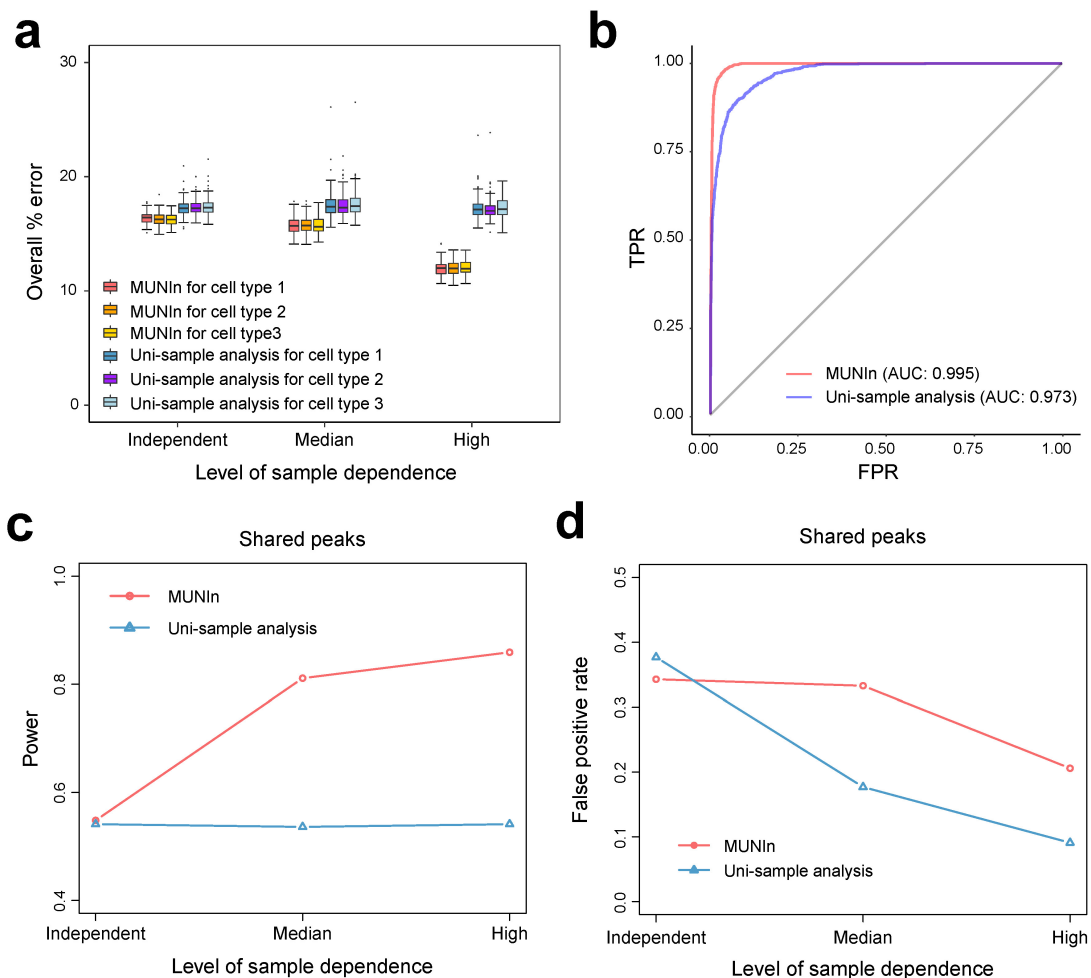 a
30
20
10
0
Overall % error
MUNIn for cell type 1
MUNIn for cell type 2
MUNIn for cell type3
Uni-sample analysis for cell type 1
Uni-sample analysis for cell type 2
Uni-sample analysis for cell type 3
Independent Median High
Level of sample dependence
b
1.00
0.75
0.50
0.25
0.00
TPR
MUNIn (AUC: 0.995)
Uni-sample analysis (AUC: 0.973)
0.00 0.25 0.50 0.75 1.00
FPR
c
Shared peaks
1.0
0.8
0.6
0.4
Power
MUNIn
Uni-sample analysis
Independent Median High
Level of sample dependence
d
Shared peaks
0.5
0.4
0.3
0.2
0.1
0.0
False positive rate
MUNIn
Uni-sample analysis
Independent Median High
Level of sample dependence